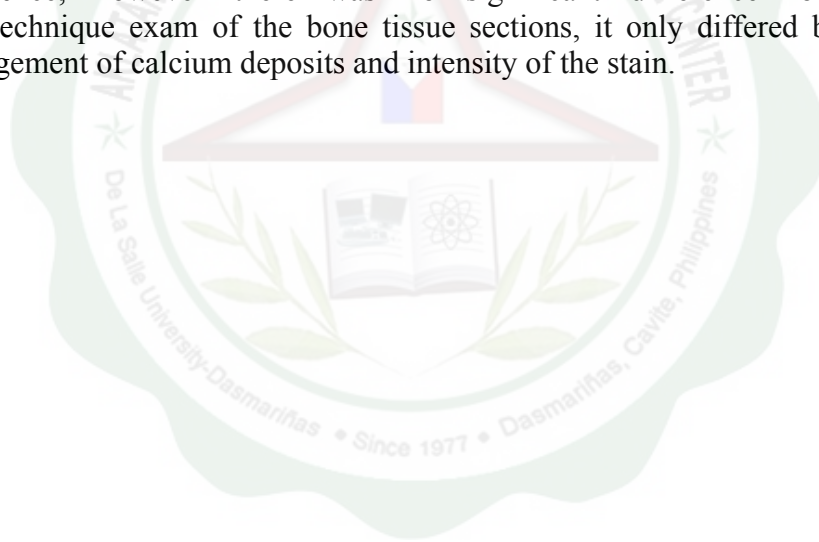 echnique exam of the bone tissue sections, it only differed b
gement of calcium deposits and intensity of the stain.
De La Salle University-Dasmariñas • Since 1977 • Dasmariñas, Cavite, Philippines